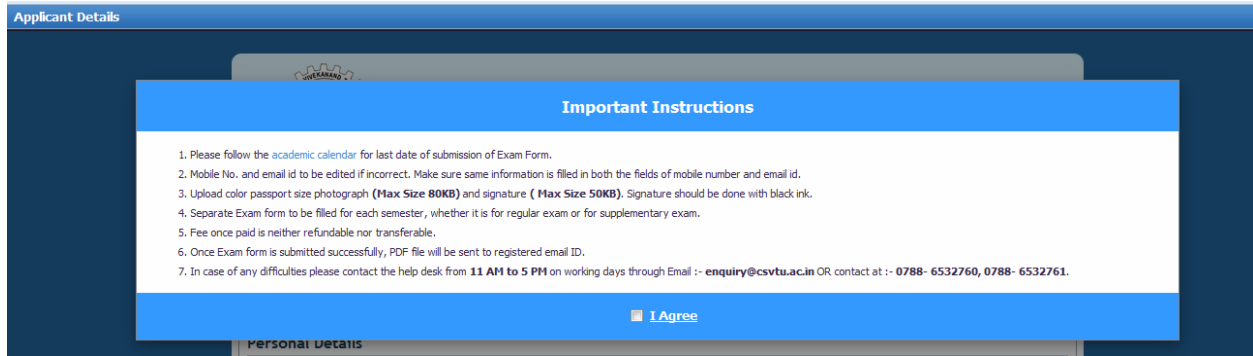 Applicant Details
VIVEKANAND
Important Instructions
1. Please follow the academic calendar for last date of submission of Exam Form.
2. Mobile No. and email id to be edited if incorrect. Make sure same information is filled in both the fields of mobile number and email id.
3. Upload color passport size photograph (Max Size 80KB) and signature ( Max Size 50KB). Signature should be done with black ink.
4. Separate Exam form to be filled for each semester, whether it is for regular exam or for supplementary exam.
5. Fee once paid is neither refundable nor transferable.
6. Once Exam form is submitted successfully, PDF file will be sent to registered email ID.
7. In case of any difficulties please contact the help desk from 11 AM to 5 PM on working days through Email :- enquiry@csvtu.ac.in OR contact at :- 0788- 6532760, 0788- 6532761.
I Agree
Personal Details